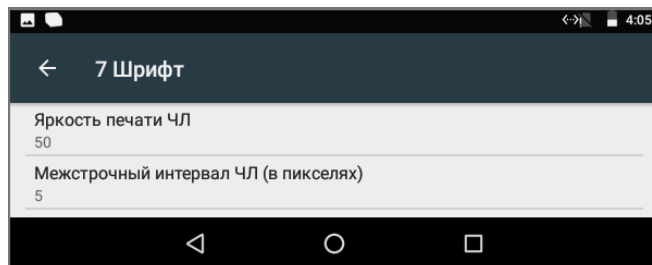 4:05
7 Шрифт
Яркость печати ЧЛ
50
Межстрочный интервал ЧЛ (в пикселях)
5